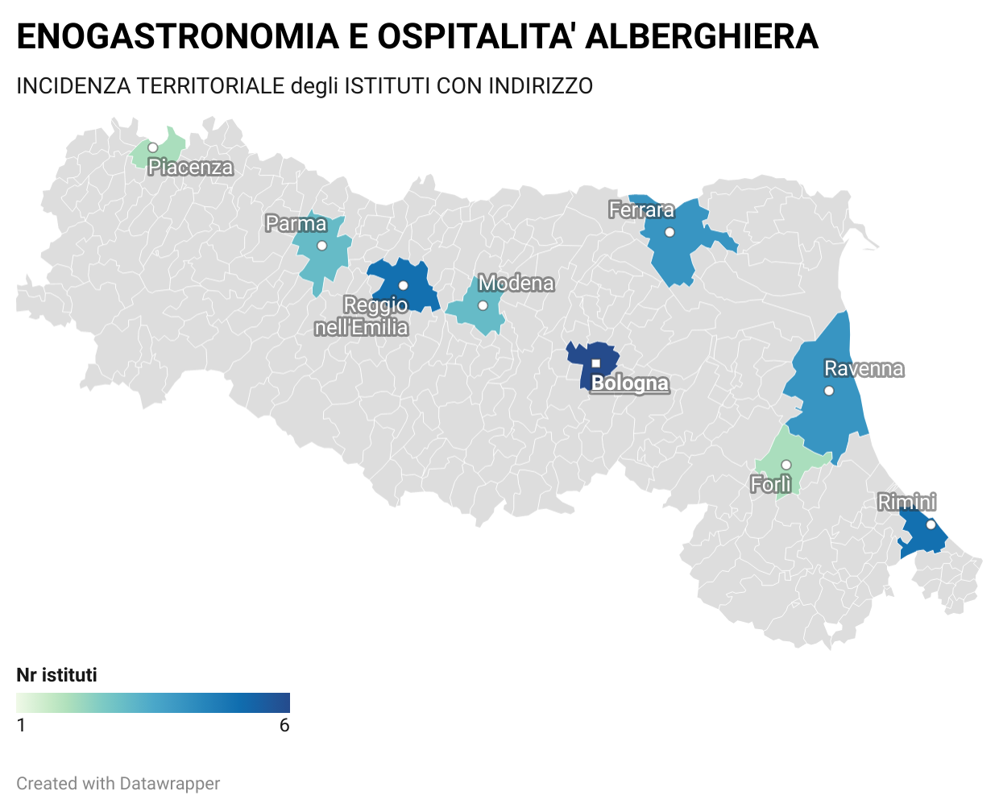 ENOGASTRONOMIA E OSPITALITA' ALBERGHIERA
INCIDENZA TERRITORIALE degli ISTITUTI CON INDIRIZZO
Piacenza
Parma
Ferrara
Modena
Reggio
nell'Emilia
Bologna
Ravenna
Forlì
Rimini
Nr istituti
1 6
Created with Datawrapper